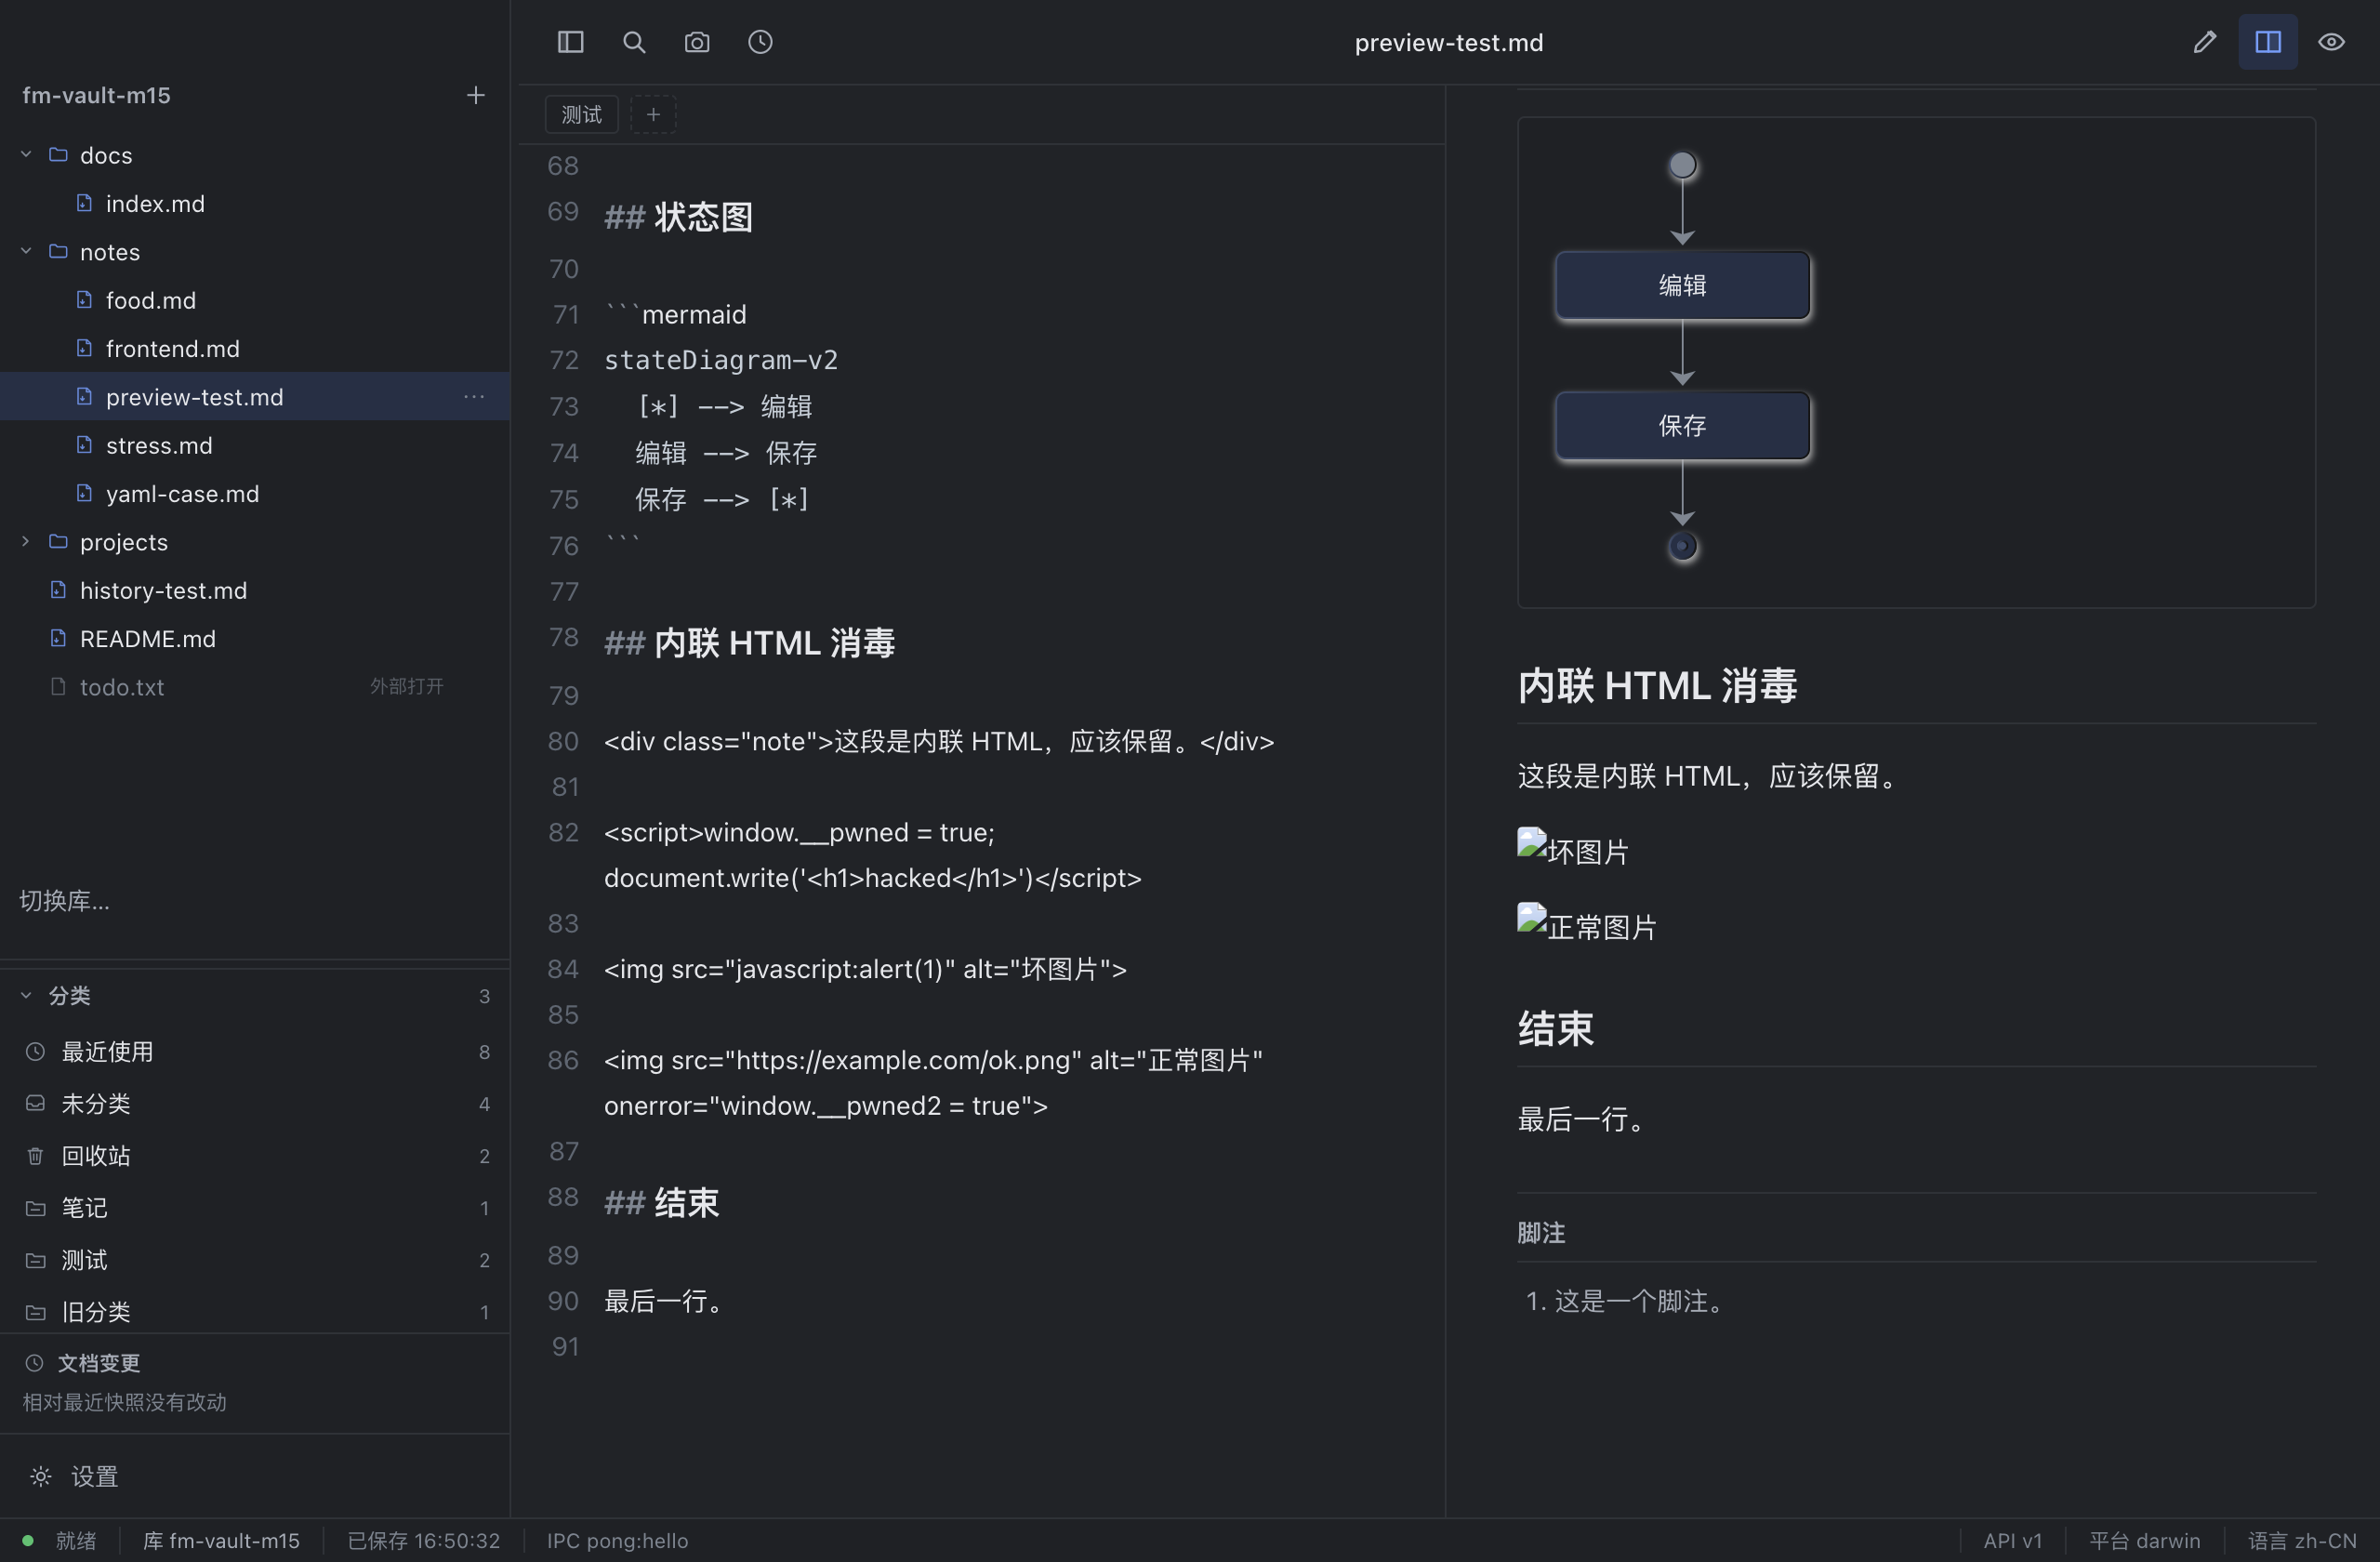 preview-test.md
fm-vault-m15
docs
index.md
notes
food.md
frontend.md
preview-test.md
stress.md
yaml-case.md
projects
history-test.md
README.md
todo.txt 外部打开
切换库...
分类 3
最近使用 8
未分类 4
回收站 2
笔记 1
测试 2
旧分类 1
文档变更
相对最近快照没有改动
设置
测试 +
68
69 ## 状态图
70
71 ```mermaid
72 stateDiagram-v2
73 [*] --> 编辑
74 编辑 --> 保存
75 保存 --> [*]
76 ```
77
78 ## 内联 HTML 消毒
79
80 <div class="note">这段是内联 HTML，应该保留。</div>
81
82 <script>window.__pwned = true;
document.write('<h1>hacked</h1>')</script>
83
84 <img src="javascript:alert(1)" alt="坏图片">
85
86 <img src="https://example.com/ok.png" alt="正常图片"
onerror="window.__pwned2 = true">
87
88 ## 结束
89
90 最后一行。
91
编辑
保存
内联 HTML 消毒
这段是内联 HTML，应该保留。
坏图片
正常图片
结束
最后一行。
脚注
1. 这是一个脚注。
就绪 库 fm-vault-m15 已保存 16:50:32 IPC pong:hello API v1 平台 darwin 语言 zh-CN